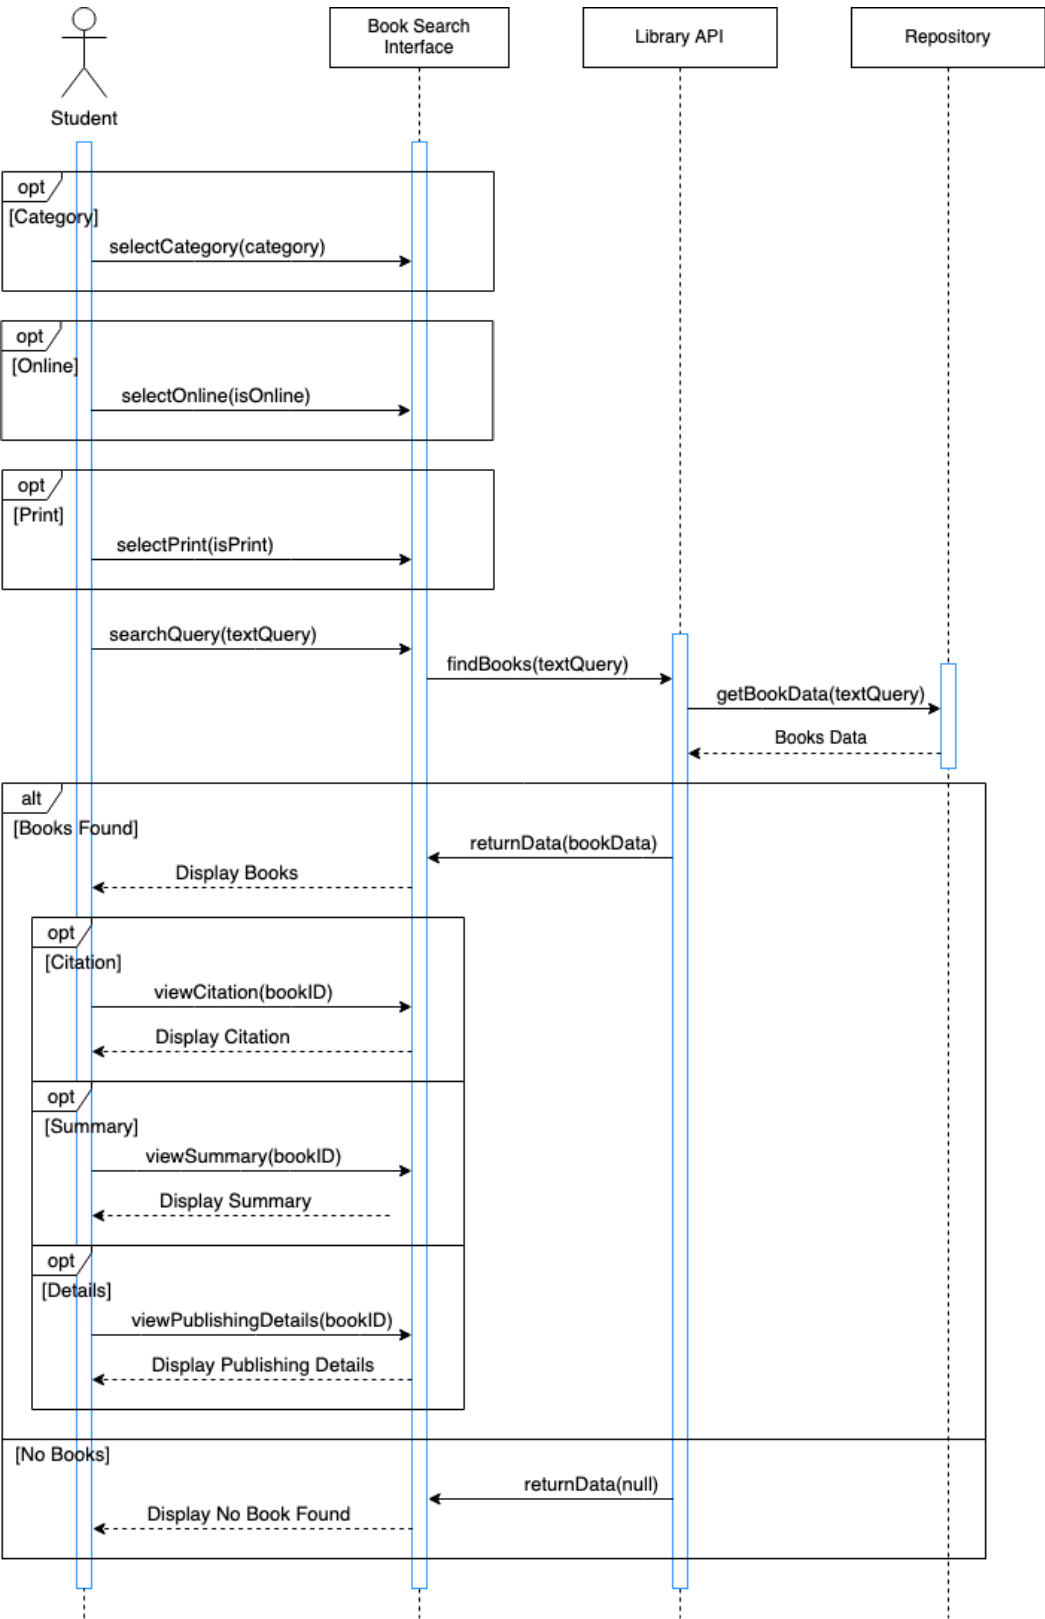 Book Search
Interface
Library API
Repository
Student
opt
[Category]
selectCategory(category)
opt
[Online]
selectOnline(isOnline)
opt
[Print]
selectPrint(isPrint)
searchQuery(textQuery)
findBooks(textQuery)
getBookData(textQuery)
Books Data
alt
[Books Found]
returnData(bookData)
Display Books
opt
[Citation]
viewCitation(bookID)
Display Citation
opt
[Summary]
viewSummary(bookID)
Display Summary
opt
[Details]
viewPublishingDetails(bookID)
Display Publishing Details
[No Books]
returnData(null)
Display No Book Found